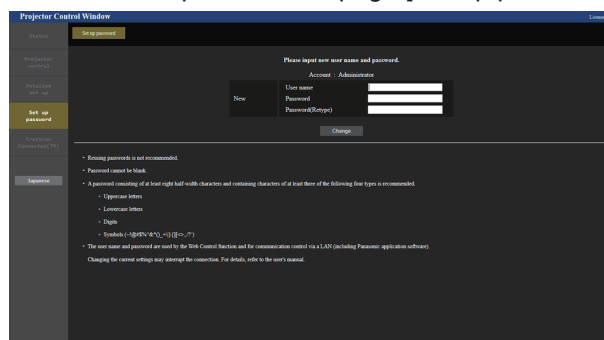 Projector Control Window
License
Status
Set up password
Projector
control
Detailed
set up
Set up
password
Crestron
Connected(TM)
Japanese
Please input new user name and password.
Account : Administrator
New
User name
Password
Password(Retype)
Change
• Reusing passwords is not recommended.
• Password cannot be blank.
• A password consisting of at least eight half-width characters and containing characters of at least three of the following four types is recommended.
• Uppercase letters
• Lowercase letters
• Digits
• The user name and password are used by the Web Control function and for communication control via a LAN (including Panasonic application software).
Changing the current settings may interrupt the connection. For details, refer to the user's manual.